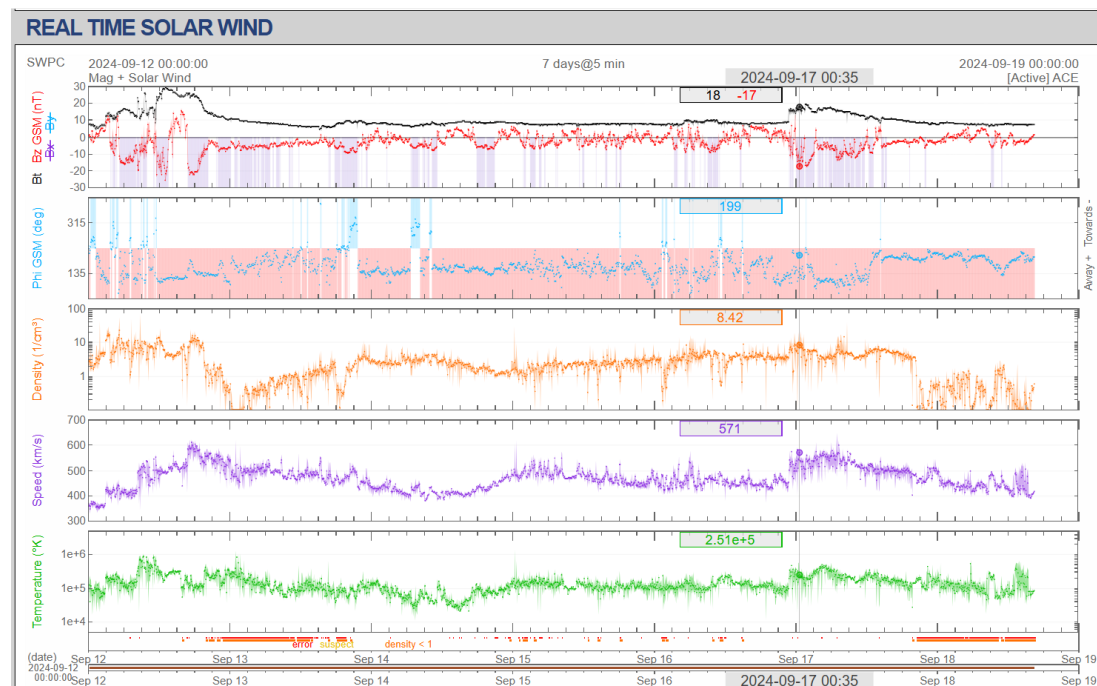 REAL TIME SOLAR WIND
SWPC 2024-09-12 00:00:00 7 days@5 min 2024-09-19 00:00:00
Mag + Solar Wind 2024-09-17 00:35 [Active] ACE
Bt Bz GSM (nT)
Bx By
30
20
10
0
-10
-20
-30
18 -17
Phi GSM (deg)
315
135
199
Away + Towards -
Density (1/cm³)
100
10
1
8.42
Speed (km/s)
700
600
500
400
300
571
Temperature (°K)
1e+6
1e+5
1e+4
2.51e+5
error suspect density < 1
(date) Sep 12 Sep 13 Sep 14 Sep 15 Sep 16 Sep 17 Sep 18 Sep 19
2024-09-12
00:00:00 Sep 12 Sep 13 Sep 14 Sep 15 Sep 16 2024-09-17 00:35 Sep 18 Sep 19